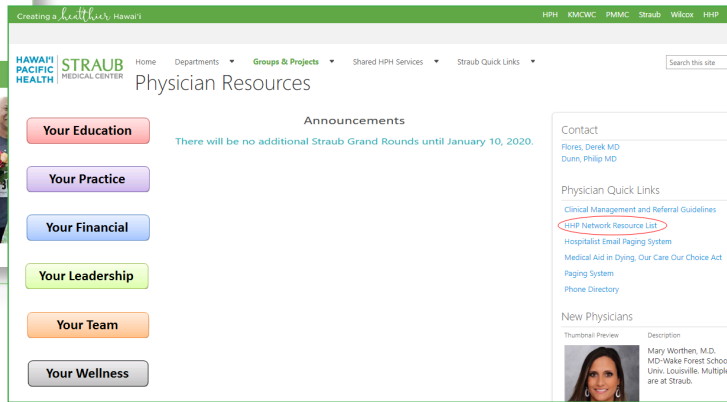 Creating a healthier Hawai'i
HPH KMCWC PMMC Straub Wilcox HHP
HAWAI'I PACIFIC HEALTH
STRAUB MEDICAL CENTER
Home Departments Groups & Projects Shared HPH Services Straub Quick Links
Search this site
Physician Resources
Your Education
Your Practice
Your Financial
Your Leadership
Your Team
Your Wellness
Announcements
There will be no additional Straub Grand Rounds until January 10, 2020.
Contact
Flores, Derek MD
Dunn, Philip MD
Physician Quick Links
Clinical Management and Referral Guidelines
HHP Network Resource List
Hospitalist Email Paging System
Medical Aid in Dying, Our Care Our Choice Act
Paging System
Phone Directory
New Physicians
Thumbnail Preview Description
Mary Worthen, M.D.
MD-Wake Forest Schoo
Univ. Louisville. Multiple
are at Straub.